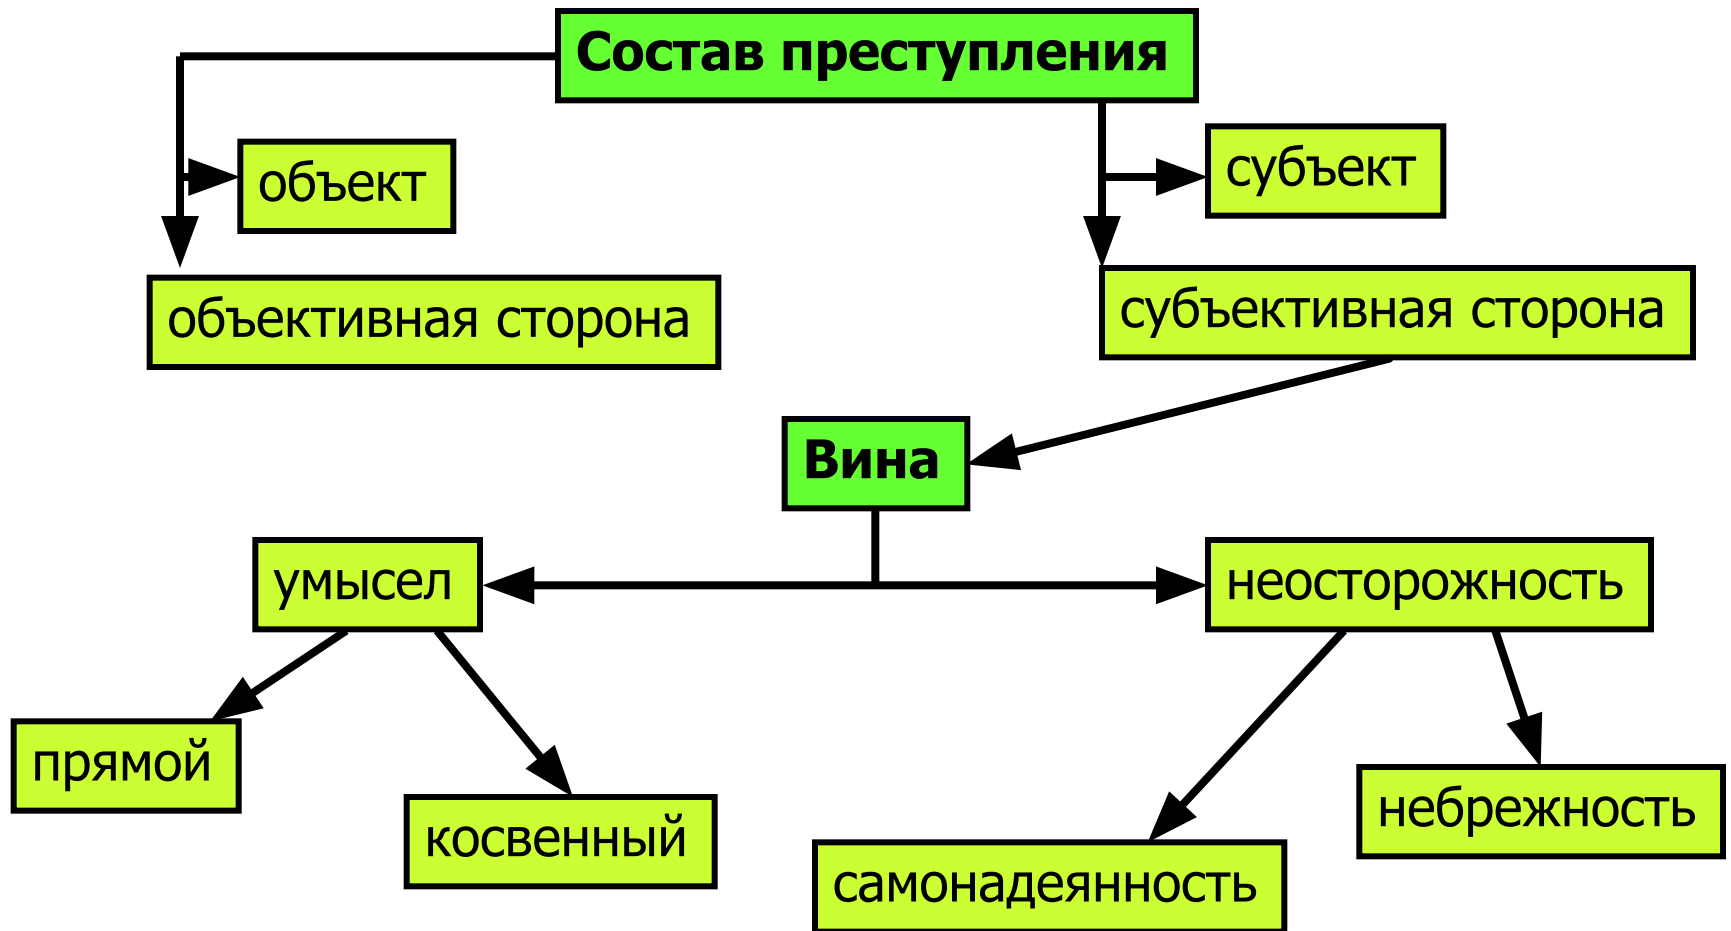 Состав преступления
объект
субъект
объективная сторона
субъективная сторона
Вина
умысел
неосторожность
прямой
косвенный
небрежность
самонадеянность